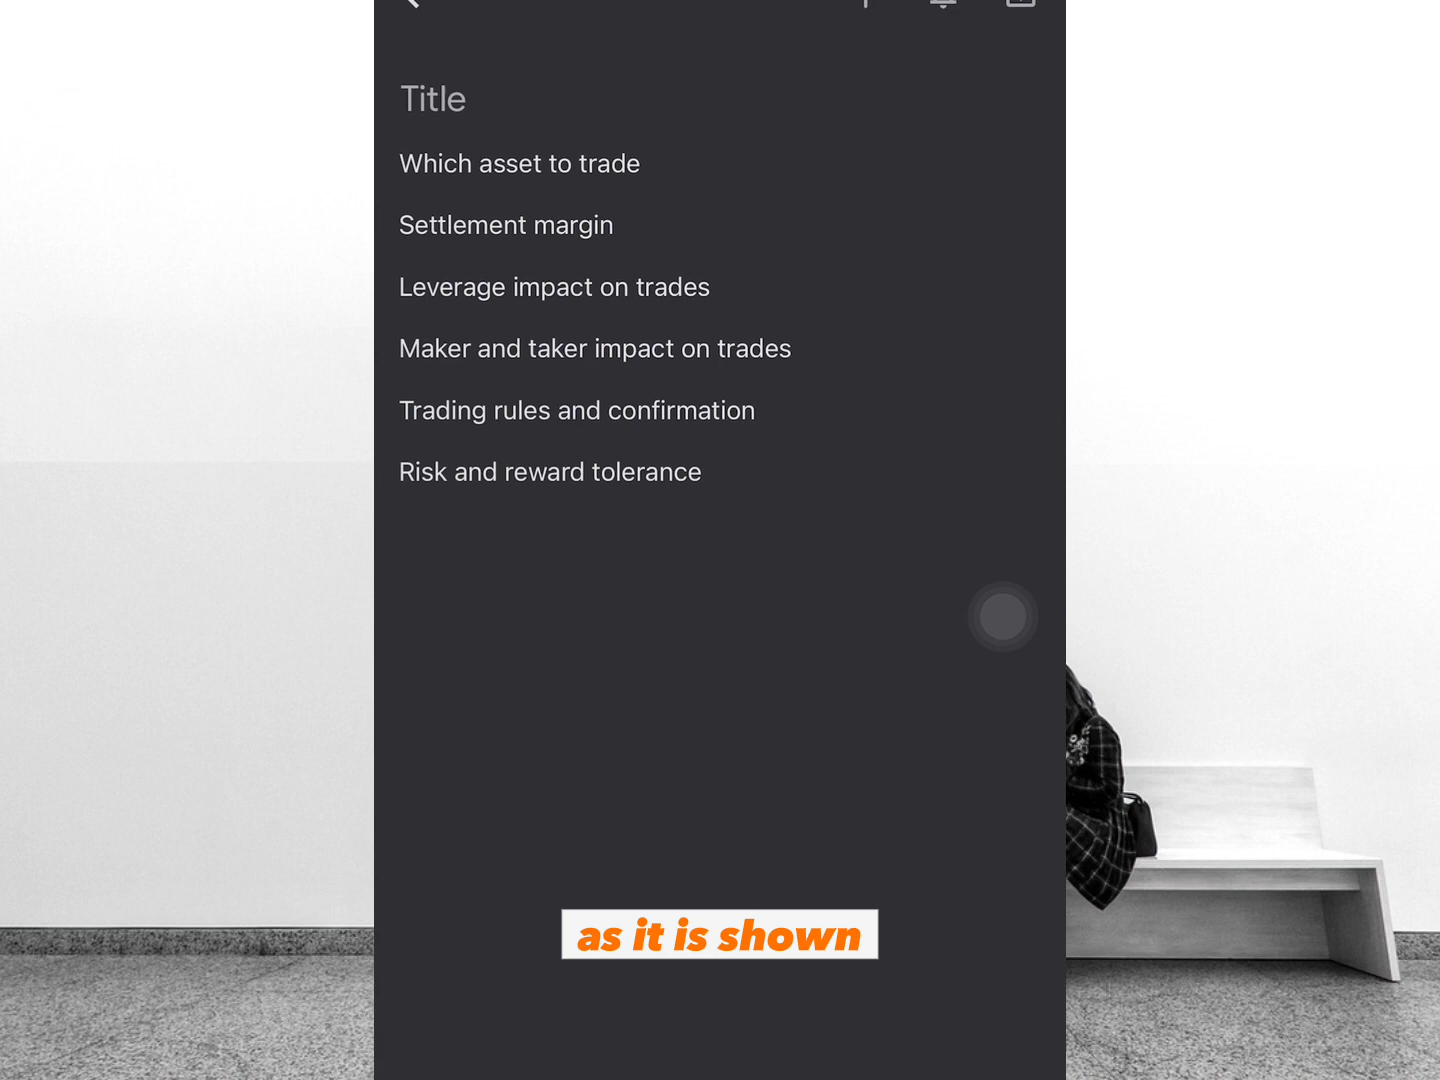 Title
Which asset to trade
Settlement margin
Leverage impact on trades
Maker and taker impact on trades
Trading rules and confirmation
Risk and reward tolerance
as it is shown